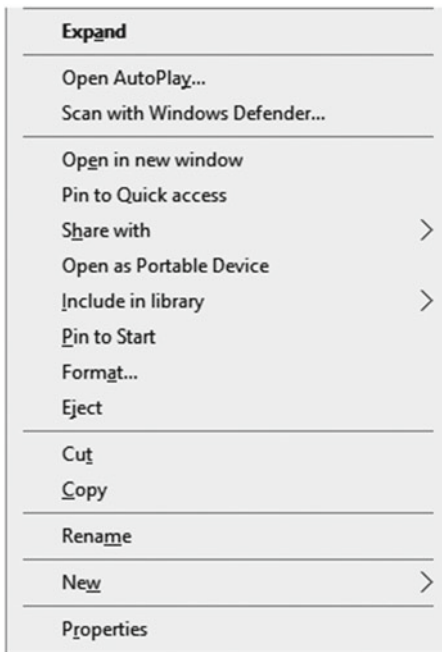 Expand
Open AutoPlay...
Scan with Windows Defender...
Open in new window
Pin to Quick access
Share with
Open as Portable Device
Include in library
Pin to Start
Format...
Eject
Cut
Copy
Rename
New
Properties